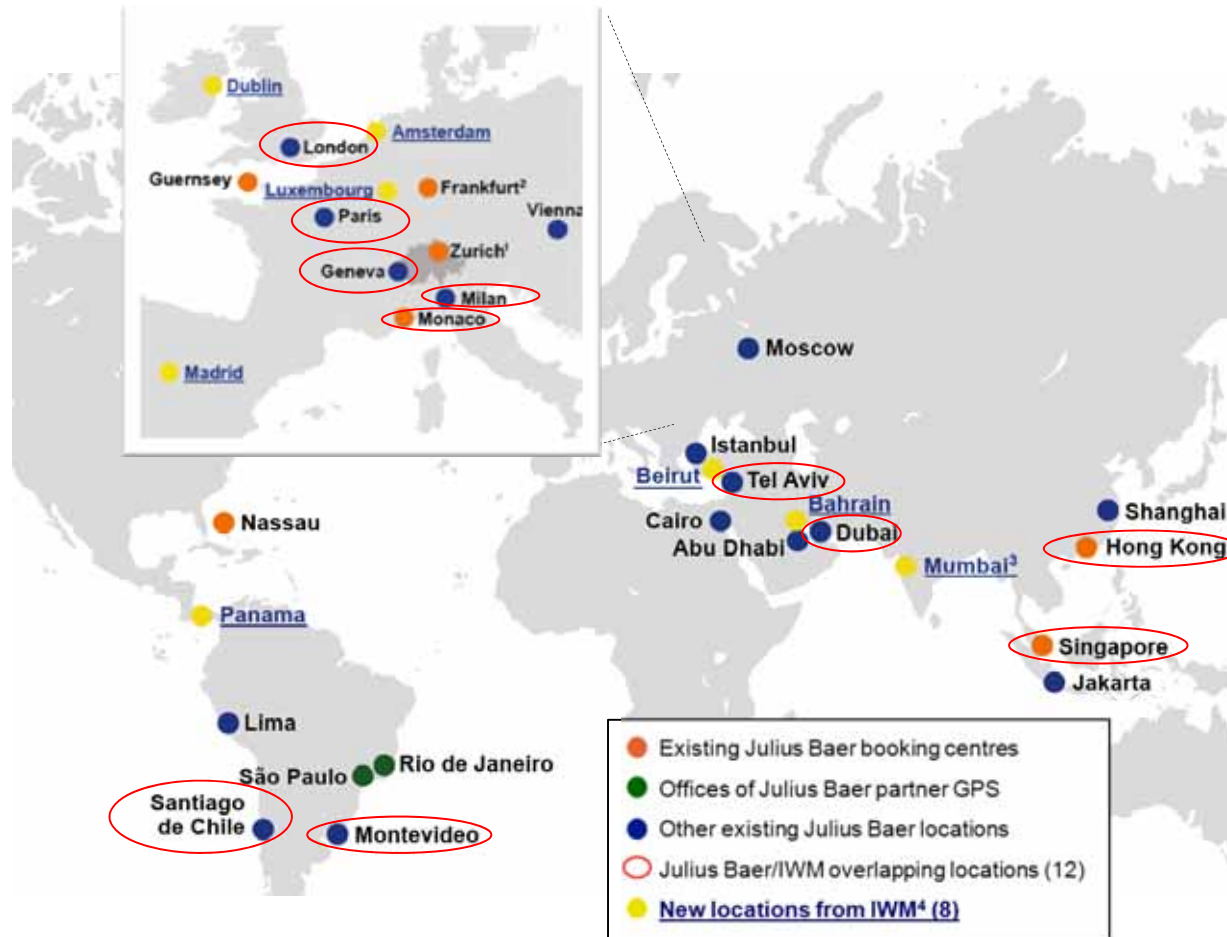 Dublin
Amsterdam
London
Guernsey
Luxembourg
Frankfurt²
Paris
Vienna
Zurich¹
Geneva
Milan
Monaco
Madrid
Moscow
Istanbul
Beirut
Tel Aviv
Bahrain
Cairo
Abu Dhabi
Dubai
Shanghai
Hong Kong
Mumbai³
Nassau
Panama
Singapore
Jakarta
Lima
São Paulo
Rio de Janeiro
Santiago
de Chile
Montevideo
Existing Julius Baer booking centres
Offices of Julius Baer partner GPS
Other existing Julius Baer locations
Julius Baer/IWM overlapping locations (12)
New locations from IWM⁴ (8)